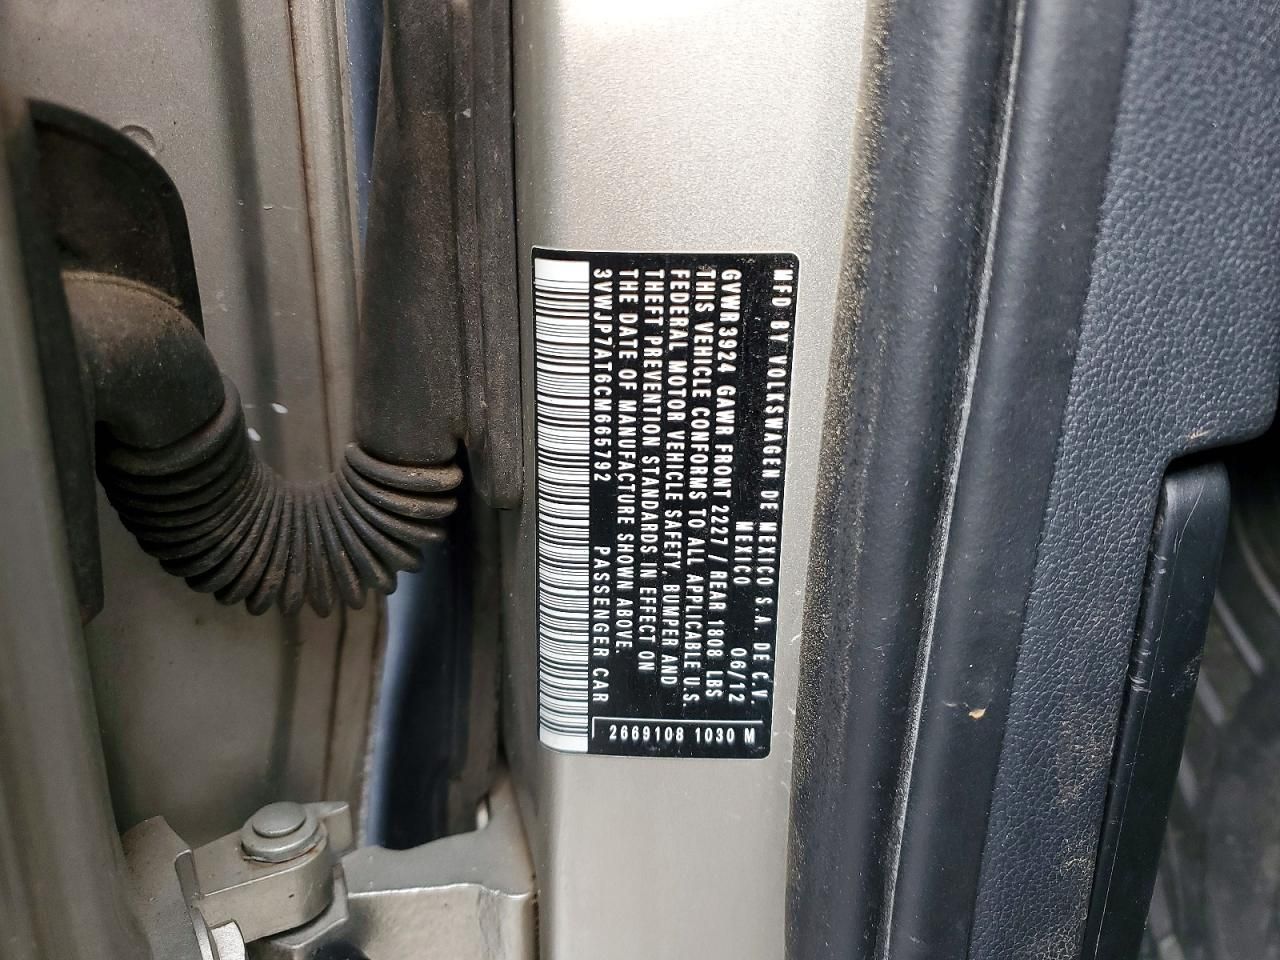 MFD BY VOLKSWAGEN DE MEXICO S.A. DE C.V.
MEXICO 06/12
GVWR 3924 GAWR FRONT 2227 / REAR 1808 LBS
THIS VEHICLE CONFORMS TO ALL APPLICABLE U.S.
FEDERAL MOTOR VEHICLE SAFETY, BUMPER AND
THEFT PREVENTION STANDARDS IN EFFECT ON
THE DATE OF MANUFACTURE SHOWN ABOVE.
3VWJP7AT6CM665792 PASSENGER CAR
2669108 1030 M